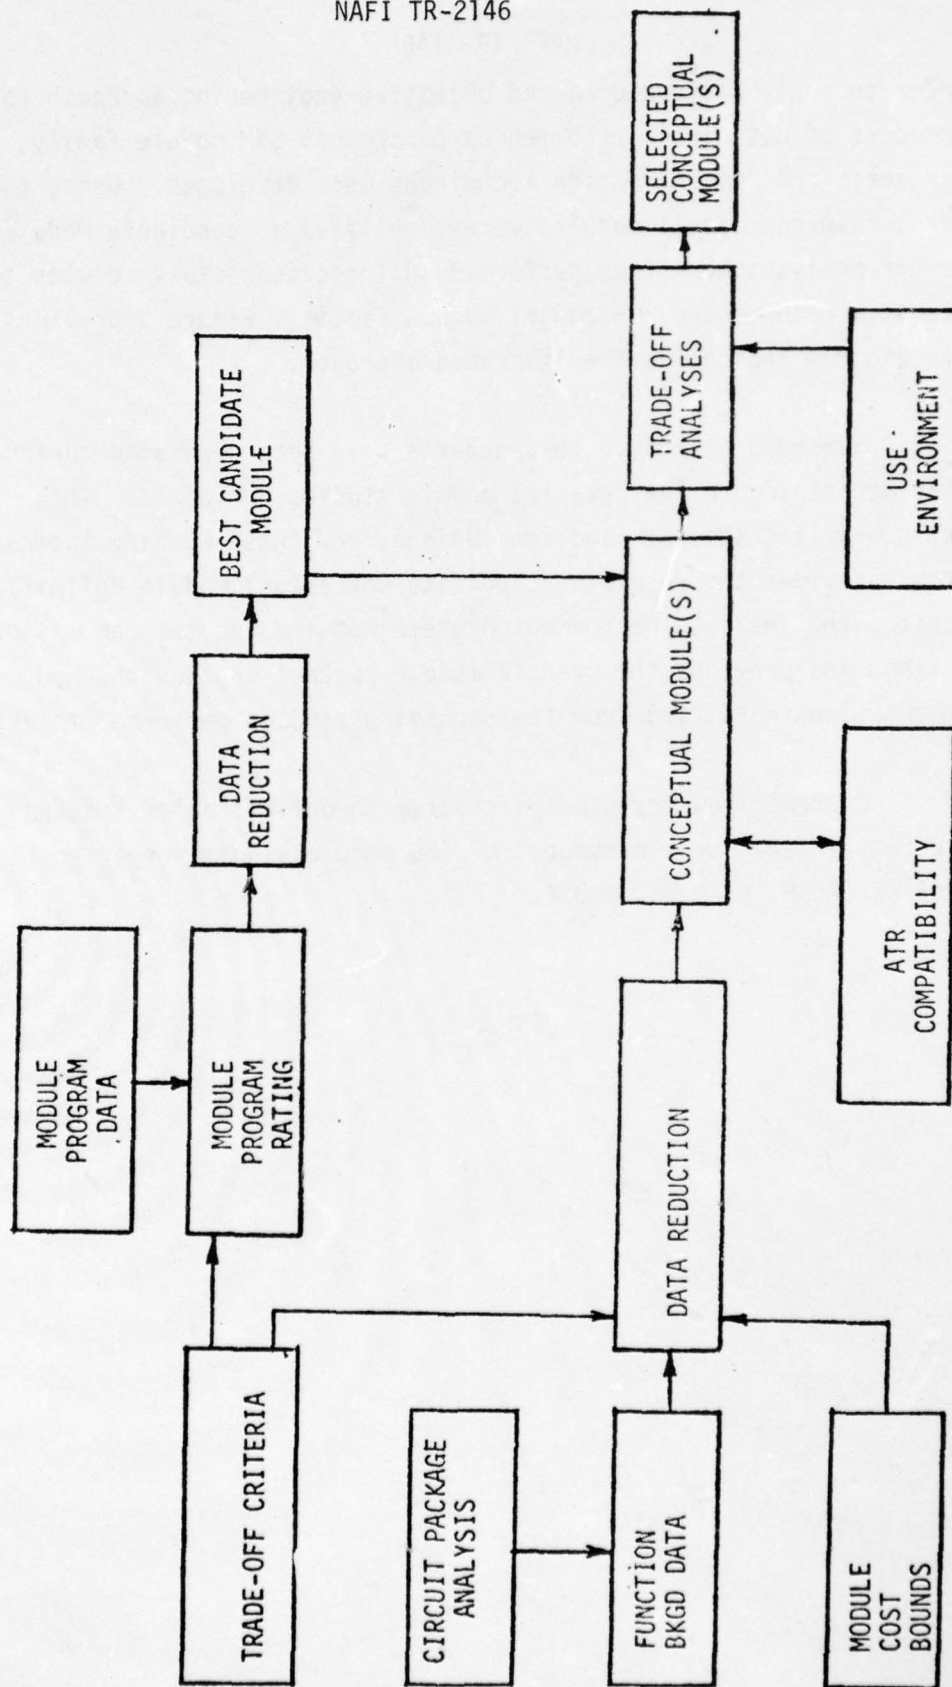 NAFI TR-2146
MODULE
PROGRAM
DATA
TRADE-OFF CRITERIA
MODULE
PROGRAM
RATING
DATA
REDUCTION
BEST CANDIDATE
MODULE
CIRCUIT PACKAGE
ANALYSIS
FUNCTION
BKGD DATA
DATA REDUCTION
CONCEPTUAL MODULE(S)
TRADE-OFF
ANALYSES
SELECTED
CONCEPTUAL
MODULE(S)
MODULE
COST
BOUNDS
ATR
COMPATIBILITY
USE
ENVIRONMENT